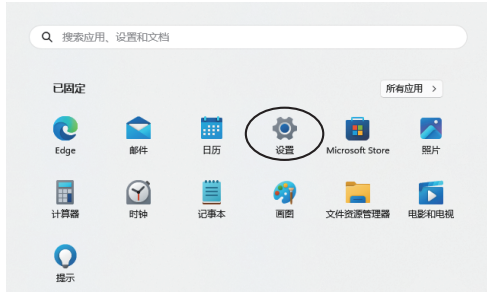 搜索应用、设置和文档
已固定
所有应用 >
Edge
邮件
日历
设置
Microsoft Store
照片
计算器
时钟
记事本
画图
文件资源管理器
电影和电视
提示